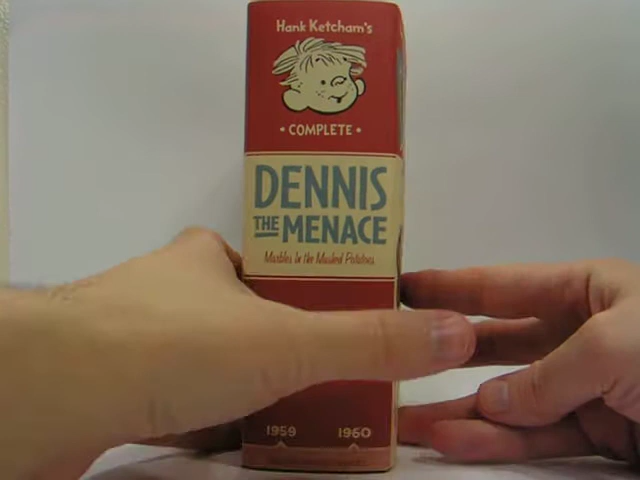 Hank Ketcham's
• COMPLETE •
DENNIS
THE MENACE
Marbles In the Mashed Potatoes
1959 1960